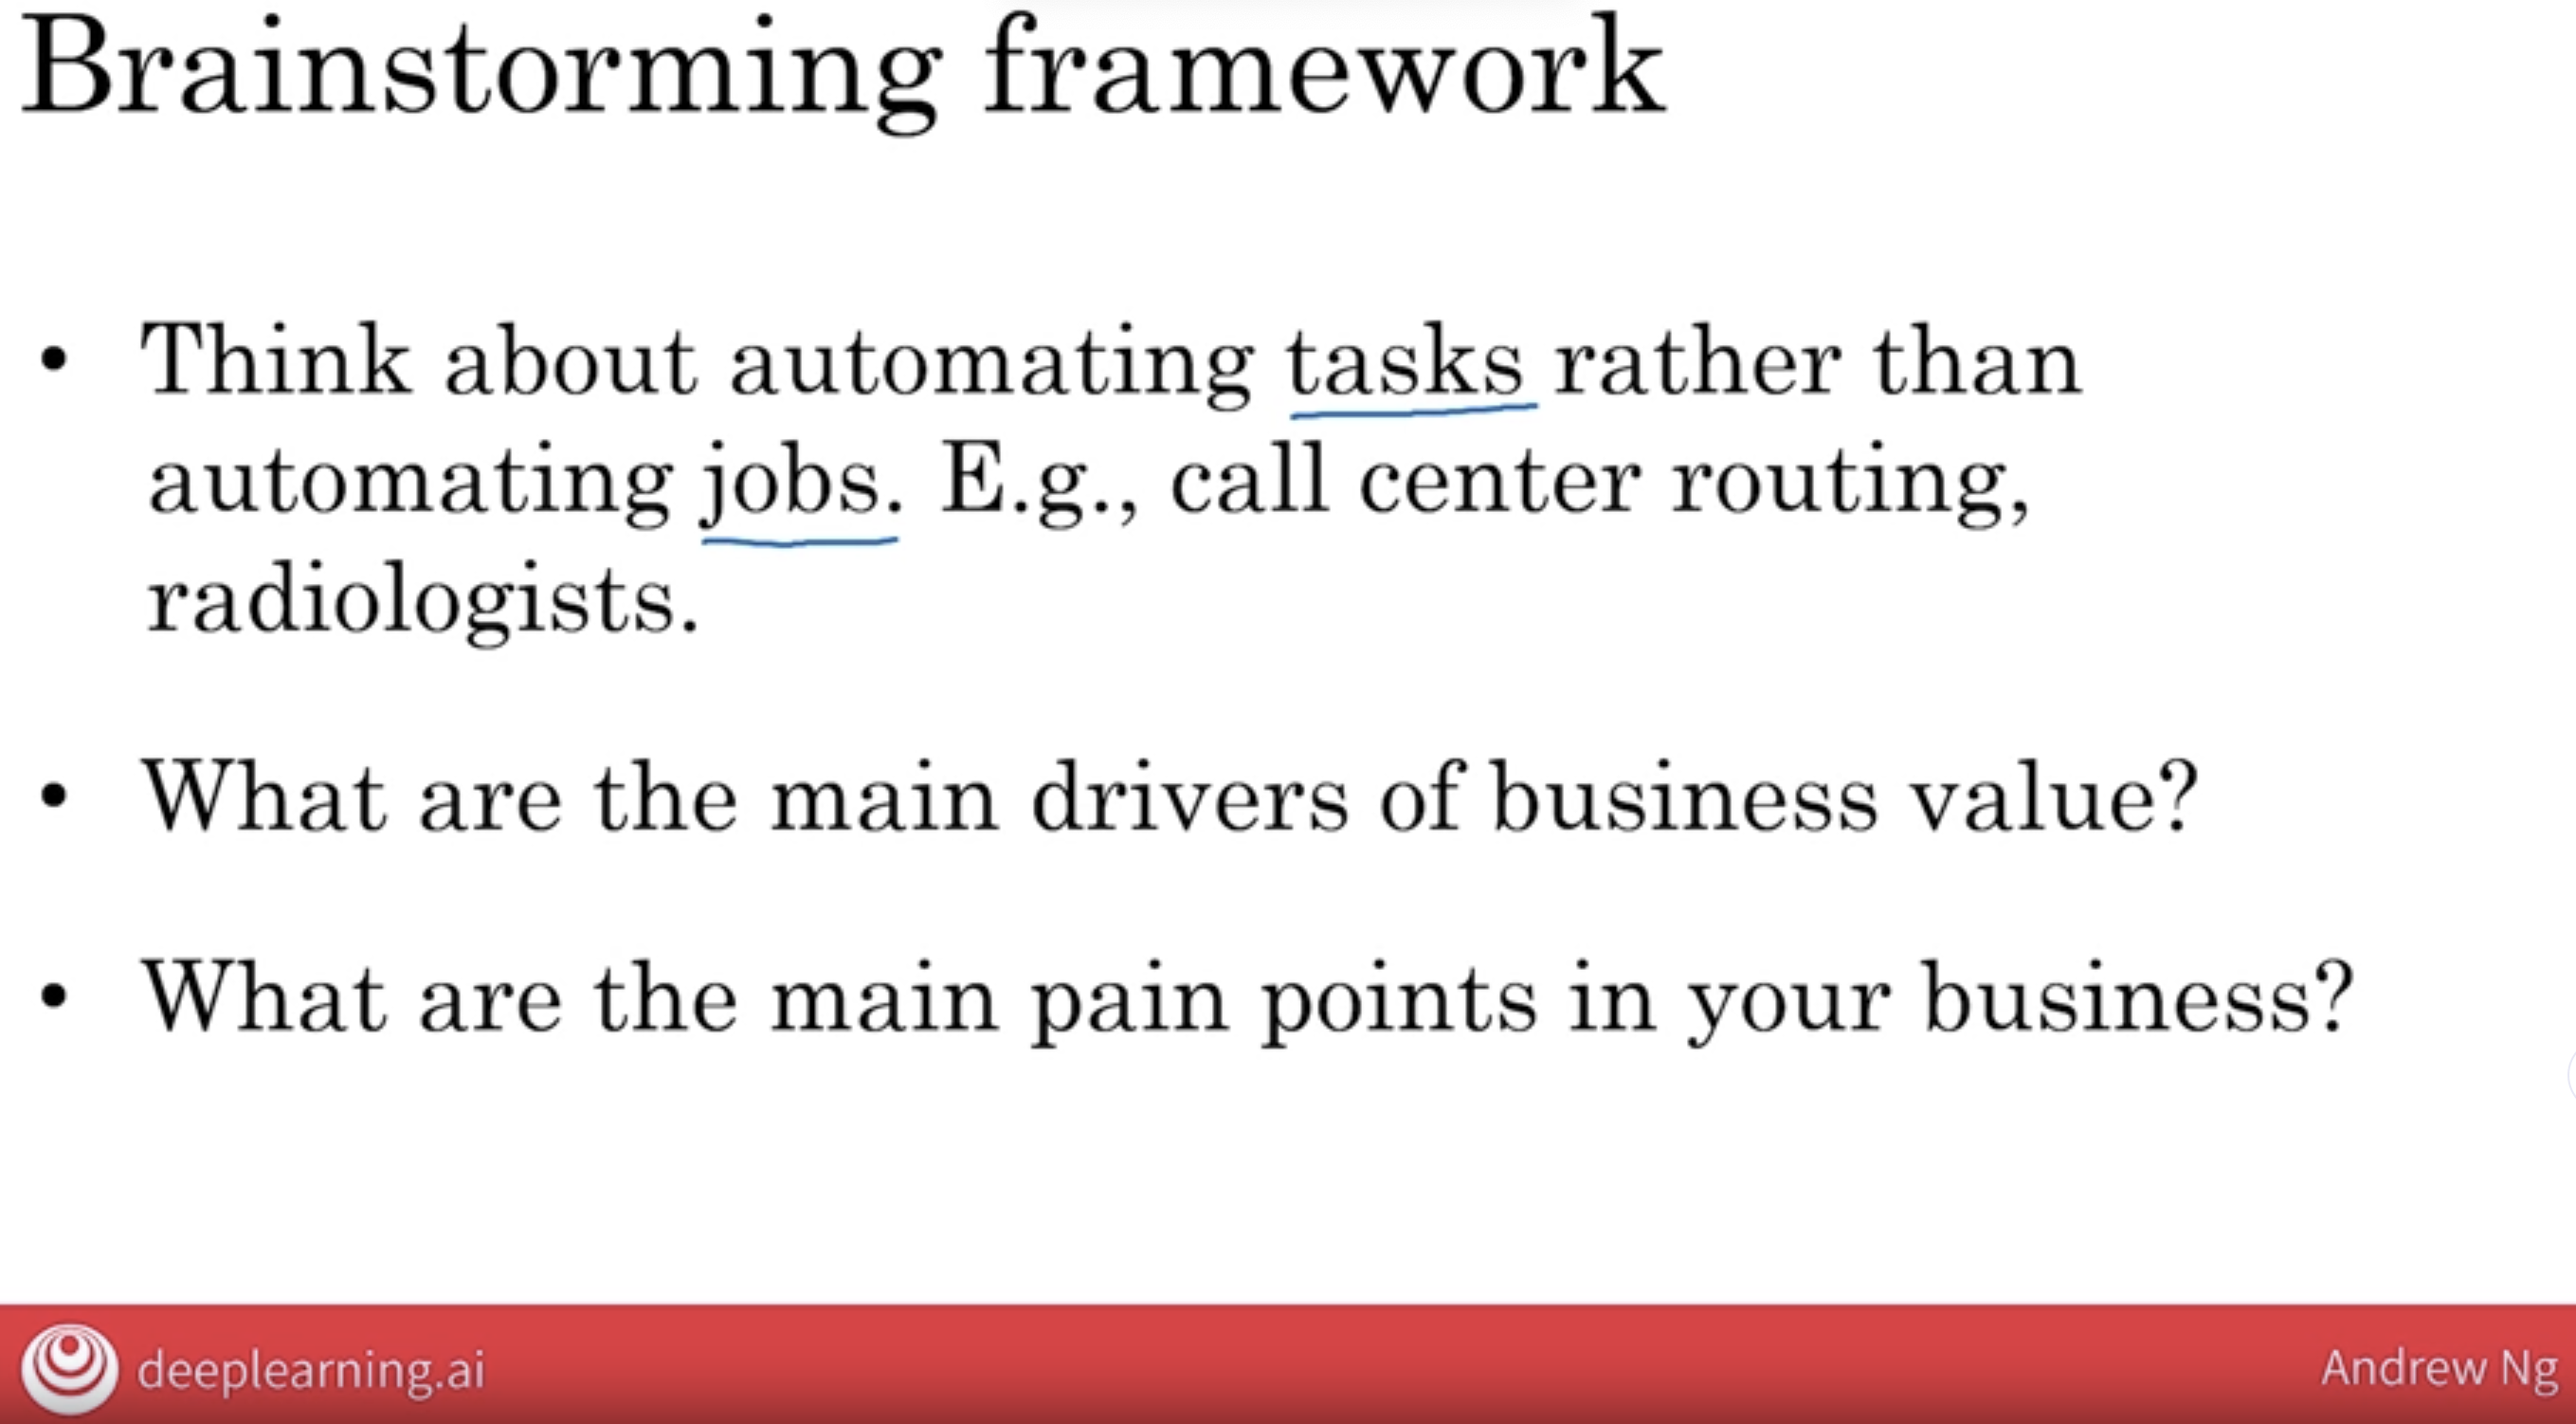 Brainstorming framework
• Think about automating tasks rather than
automating jobs. E.g., call center routing,
radiologists.
• What are the main drivers of business value?
• What are the main pain points in your business?
deeplearning.ai
Andrew Ng